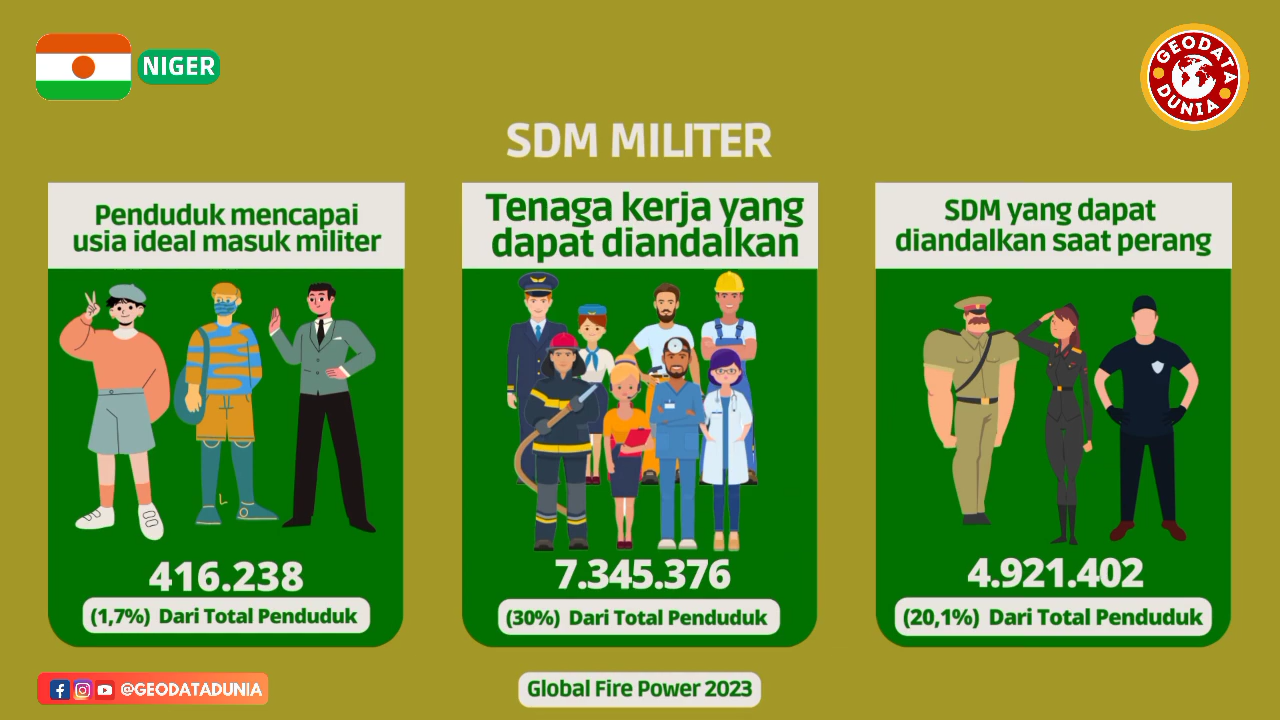 NIGER
GEODATA
DUNIA
SDM MILITER
Penduduk mencapai
usia ideal masuk militer
416.238
(1,7%) Dari Total Penduduk
Tenaga kerja yang
dapat diandalkan
7.345.376
(30%) Dari Total Penduduk
SDM yang dapat
diandalkan saat perang
4.921.402
(20,1%) Dari Total Penduduk
@GEODATADUNIA
Global Fire Power 2023